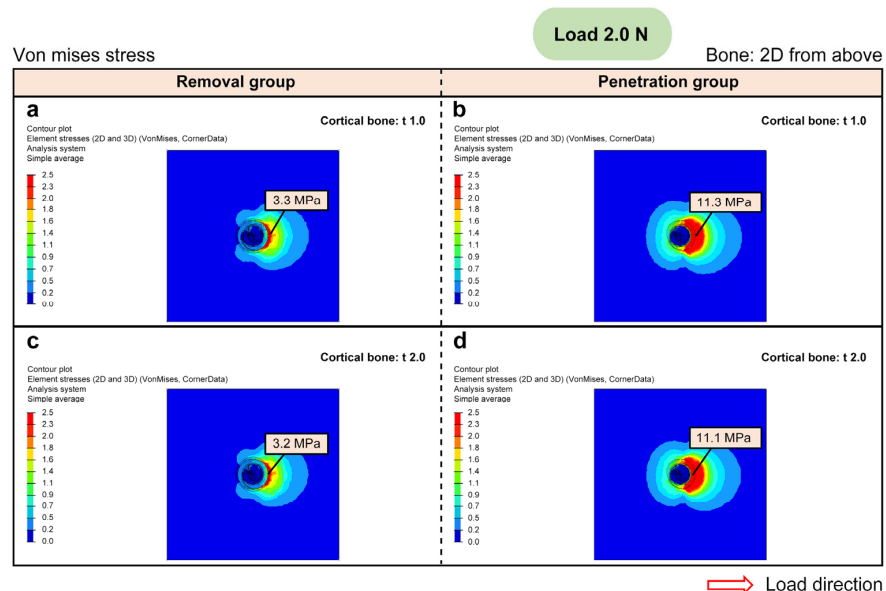 Load 2.0 N
Von mises stress
Bone: 2D from above
Removal group
Penetration group
a
Cortical bone: t 1.0
Contour plot
Element stresses (2D and 3D) (VonMises, CornerData)
Analysis system
Simple average
2.5
2.3
2.0
1.8
1.6
1.4
1.1
0.9
0.7
0.5
0.2
0.0
3.3 MPa
b
Cortical bone: t 1.0
Contour plot
Element stresses (2D and 3D) (VonMises, CornerData)
Analysis system
Simple average
2.5
2.3
2.0
1.8
1.6
1.4
1.1
0.9
0.7
0.5
0.2
0.0
11.3 MPa
c
Cortical bone: t 2.0
Contour plot
Element stresses (2D and 3D) (VonMises, CornerData)
Analysis system
Simple average
2.5
2.3
2.0
1.8
1.6
1.4
1.1
0.9
0.7
0.5
0.2
0.0
3.2 MPa
d
Cortical bone: t 2.0
Contour plot
Element stresses (2D and 3D) (VonMises, CornerData)
Analysis system
Simple average
2.5
2.3
2.0
1.8
1.6
1.4
1.1
0.9
0.7
0.5
0.2
0.0
11.1 MPa
Load direction